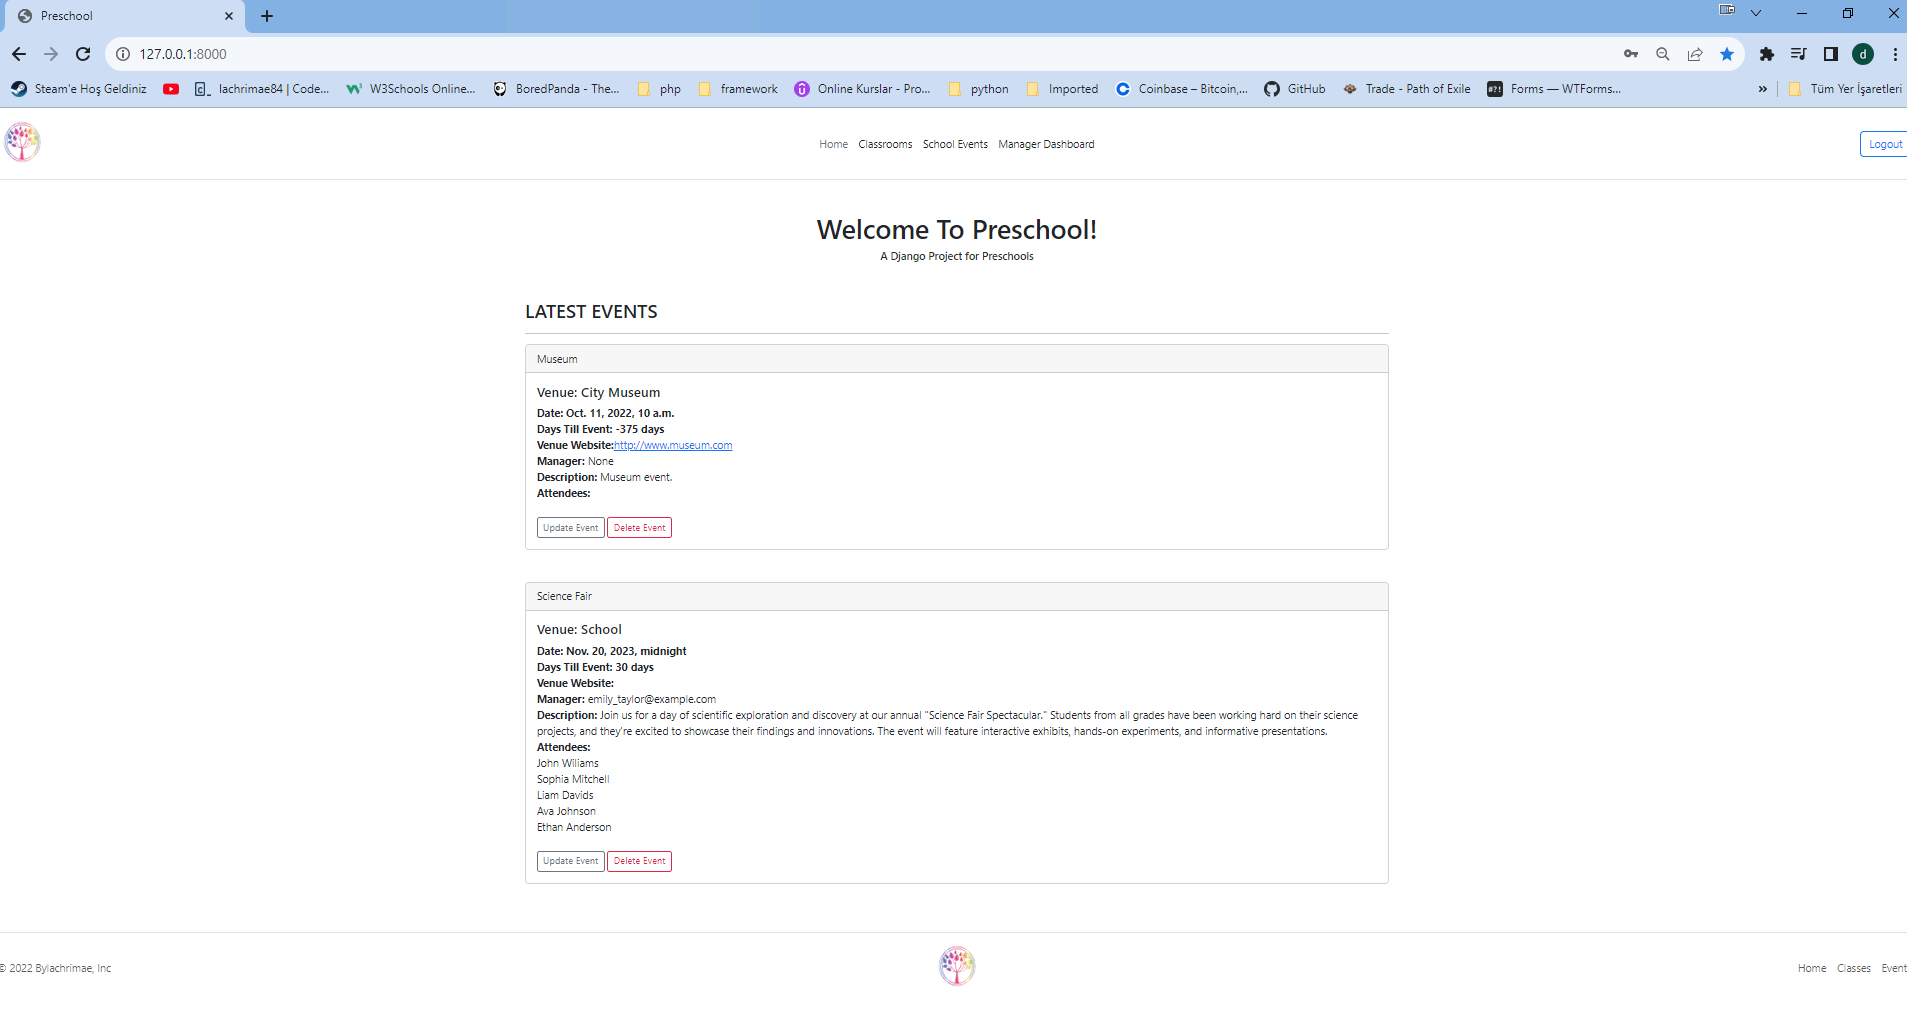 Preschool
127.0.0.1:8000
Steam'e Hoş Geldiniz lachrimae84 | Code... W3Schools Online... BoredPanda - The... php framework Online Kurslar - Pro... python Imported Coinbase – Bitcoin,... GitHub Trade - Path of Exile #?! Forms — WTForms... » Tüm Yer İşaretleri
Home Classrooms School Events Manager Dashboard Logout
Welcome To Preschool!
A Django Project for Preschools
LATEST EVENTS
Museum
Venue: City Museum
Date: Oct. 11, 2022, 10 a.m.
Days Till Event: -375 days
Venue Website:http://www.museum.com
Manager: None
Description: Museum event.
Attendees:
Update Event Delete Event
Science Fair
Venue: School
Date: Nov. 20, 2023, midnight
Days Till Event: 30 days
Venue Website:
Manager: emily_taylor@example.com
Description: Join us for a day of scientific exploration and discovery at our annual "Science Fair Spectacular." Students from all grades have been working hard on their science
projects, and they're excited to showcase their findings and innovations. The event will feature interactive exhibits, hands-on experiments, and informative presentations.
Attendees:
John Wiliams
Sophia Mitchell
Liam Davids
Ava Johnson
Ethan Anderson
Update Event Delete Event
© 2022 Bylachrimae, Inc Home Classes Event